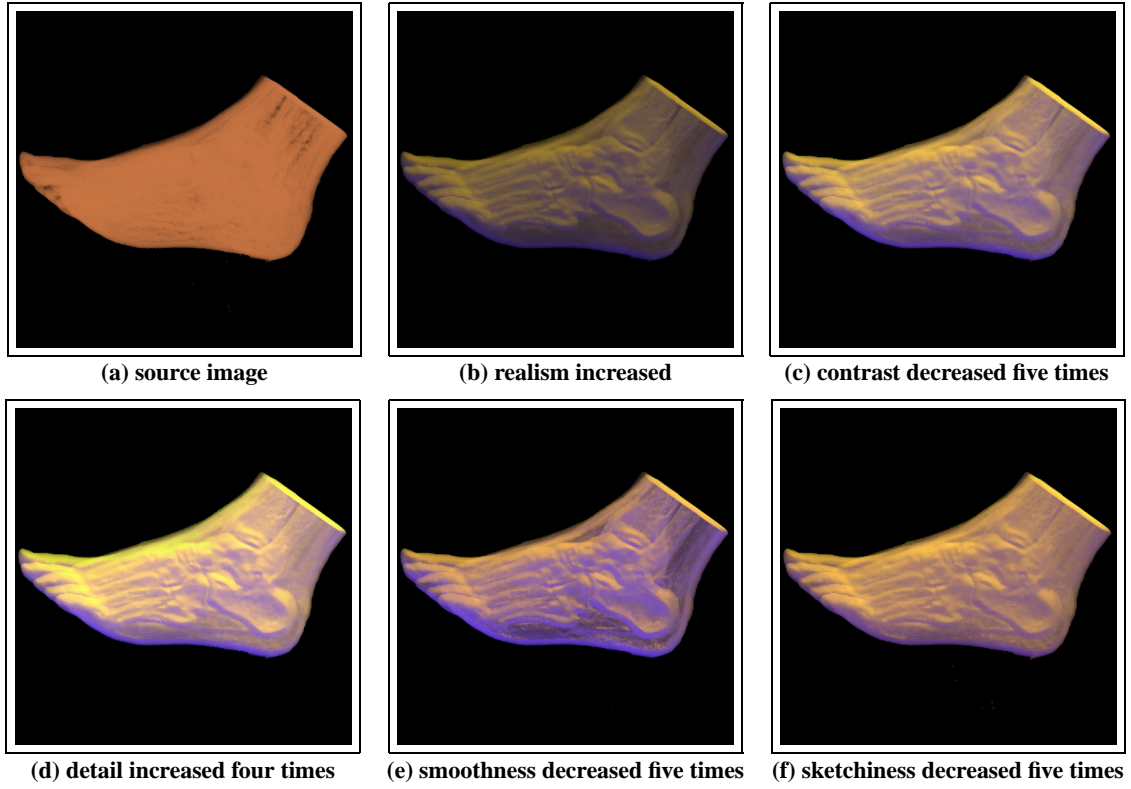 (a) source image
(b) realism increased
(c) contrast decreased five times
(d) detail increased four times
(e) smoothness decreased five times
(f) sketchiness decreased five times